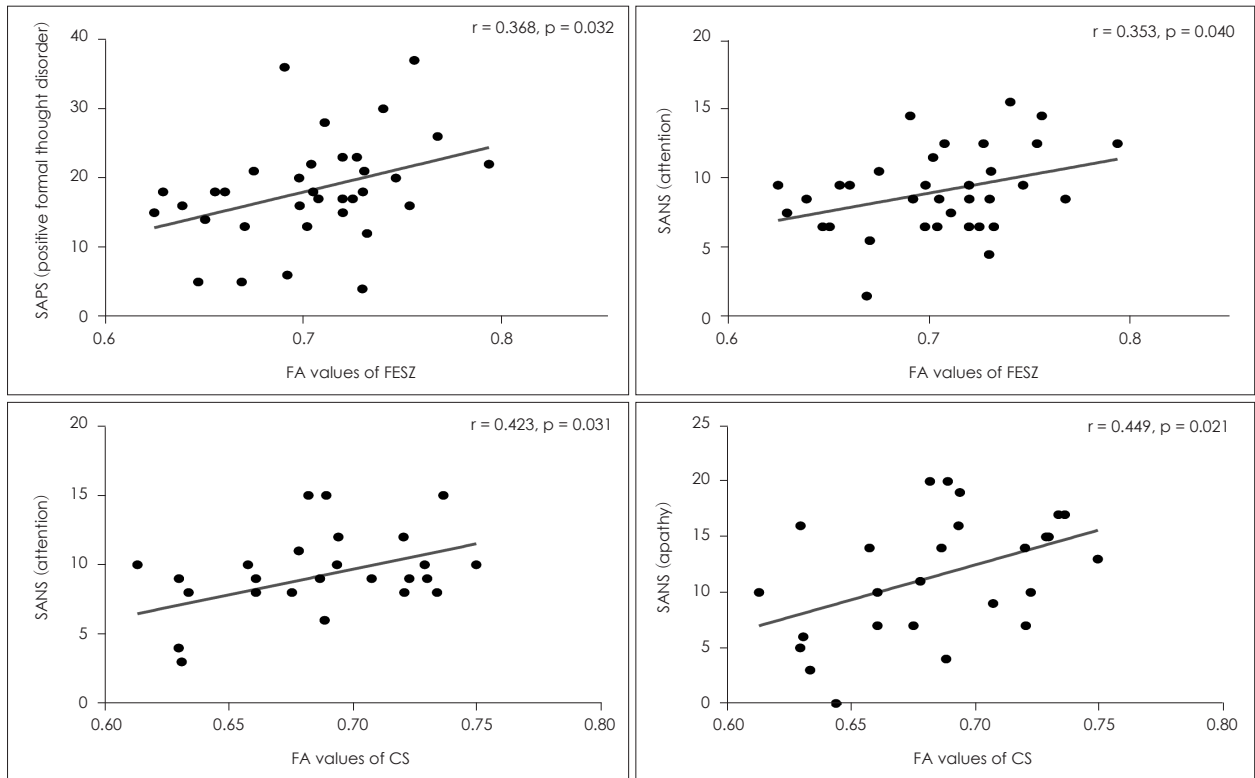 r = 0.368, p = 0.032
SAPS (positive formal thought disorder)
40
30
20
10
0
0.6 0.7 0.8
FA values of FESZ
r = 0.353, p = 0.040
SANS (attention)
20
15
10
5
0
0.6 0.7 0.8
FA values of FESZ
r = 0.423, p = 0.031
SANS (attention)
20
15
10
5
0
0.60 0.65 0.70 0.75 0.80
FA values of CS
r = 0.449, p = 0.021
SANS (apathy)
25
20
15
10
5
0
0.60 0.65 0.70 0.75 0.80
FA values of CS